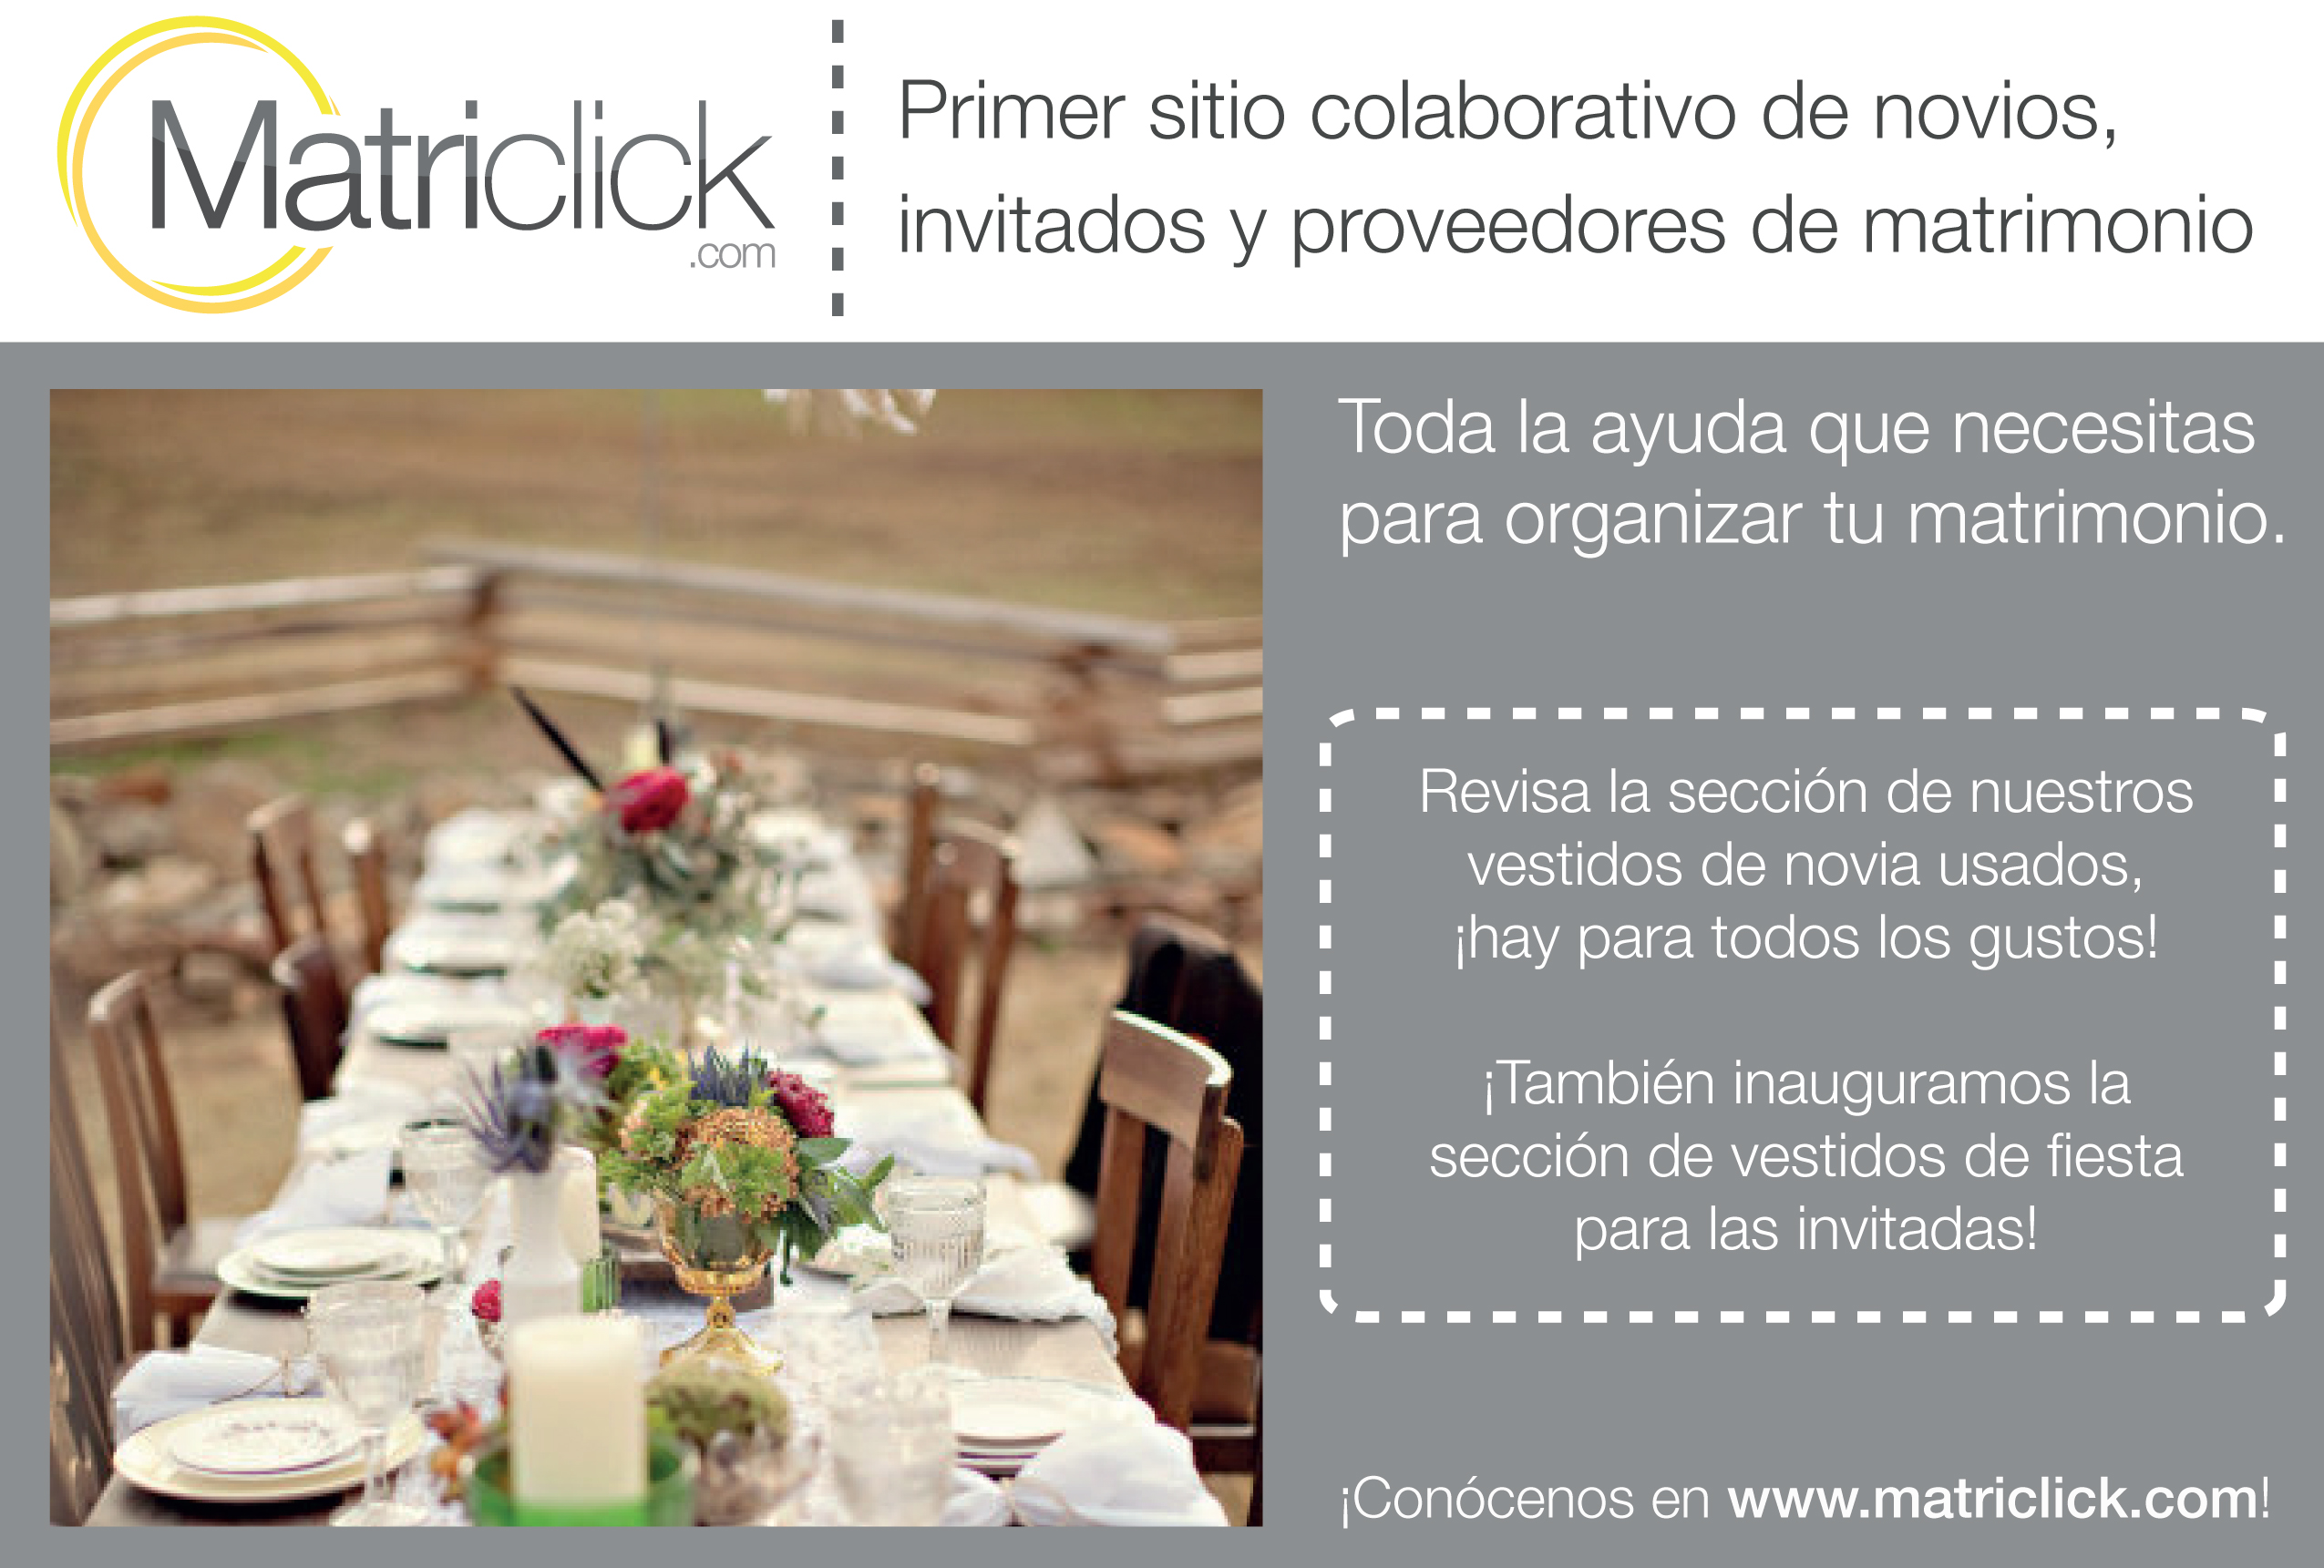 Matriclick
.com
Primer sitio colaborativo de novios,
invitados y proveedores de matrimonio
Toda la ayuda que necesitas
para organizar tu matrimonio.
Revisa la sección de nuestros
vestidos de novia usados,
¡hay para todos los gustos!
¡También inauguramos la
sección de vestidos de fiesta
para las invitadas!
¡Conócenos en www.matriclick.com!